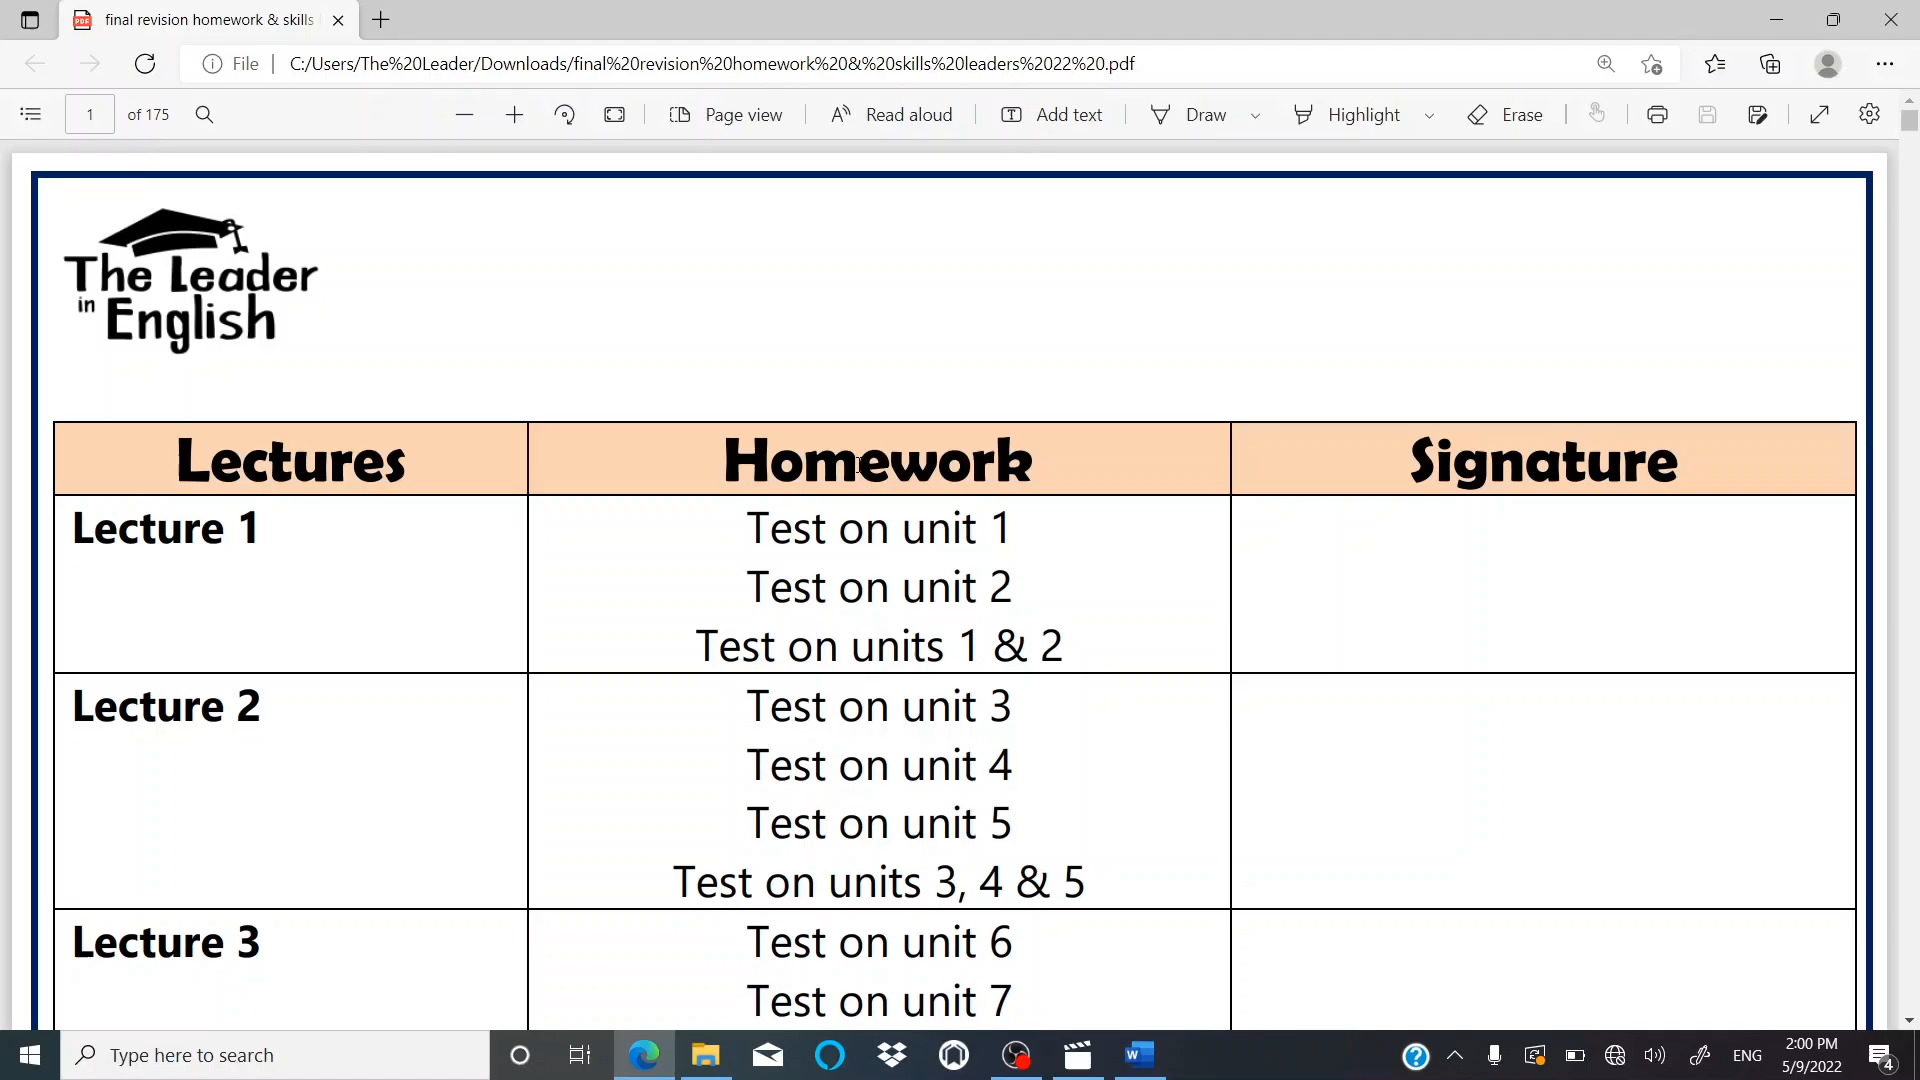 final revision homework & skills
File
C:/Users/The%20Leader/Downloads/final%20revision%20homework%20&%20skills%20leaders%2022%20.pdf
1 of 175
Page view
Read aloud
Add text
Draw
Highlight
Erase
The Leader
in English
Lectures Homework Signature
Lecture 1 Test on unit 1
Test on unit 2
Test on units 1 & 2
Lecture 2 Test on unit 3
Test on unit 4
Test on unit 5
Test on units 3, 4 & 5
Lecture 3 Test on unit 6
Test on unit 7
Type here to search
ENG
2:00 PM
5/9/2022
4